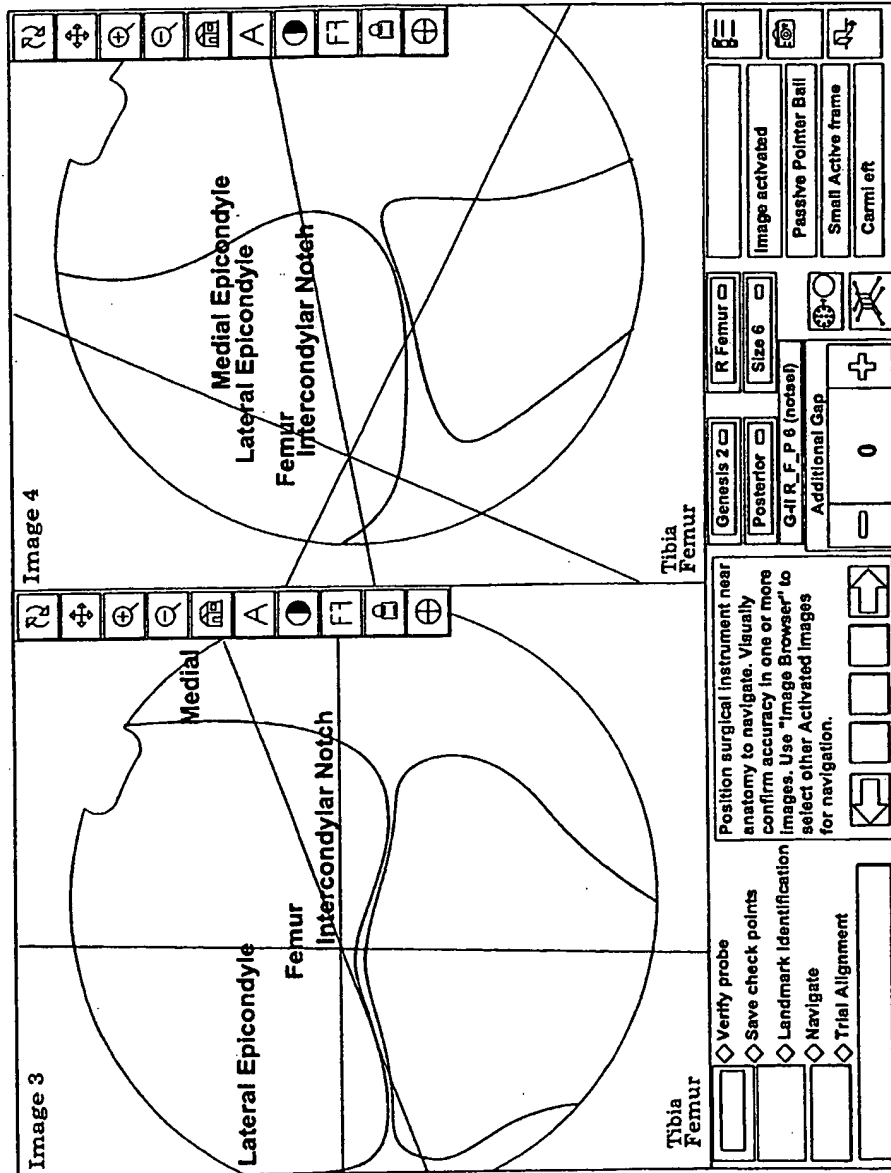 Image 3
Lateral Epicondyle
Femur
Intercondylar Notch
Medial
Tibia
Femur
A
Image 4
Medial Epicondyle
Lateral Epicondyle
Femur
Intercondylar Notch
Tibia
Femur
A
Verify probe
Save check points
Landmark Identification
Navigate
Trial Alignment
Position surgical instrument near
anatomy to navigate. Visually
confirm accuracy in one or more
images. Use "Image Browser" to
select other Activated Images
for navigation.
Genesis 2
R Femur
Posterior
Size 6
G-II R_F_P 6 (notsel)
Additional Gap
0
Image activated
Passive Pointer Ball
Small Active frame
Carmi eft